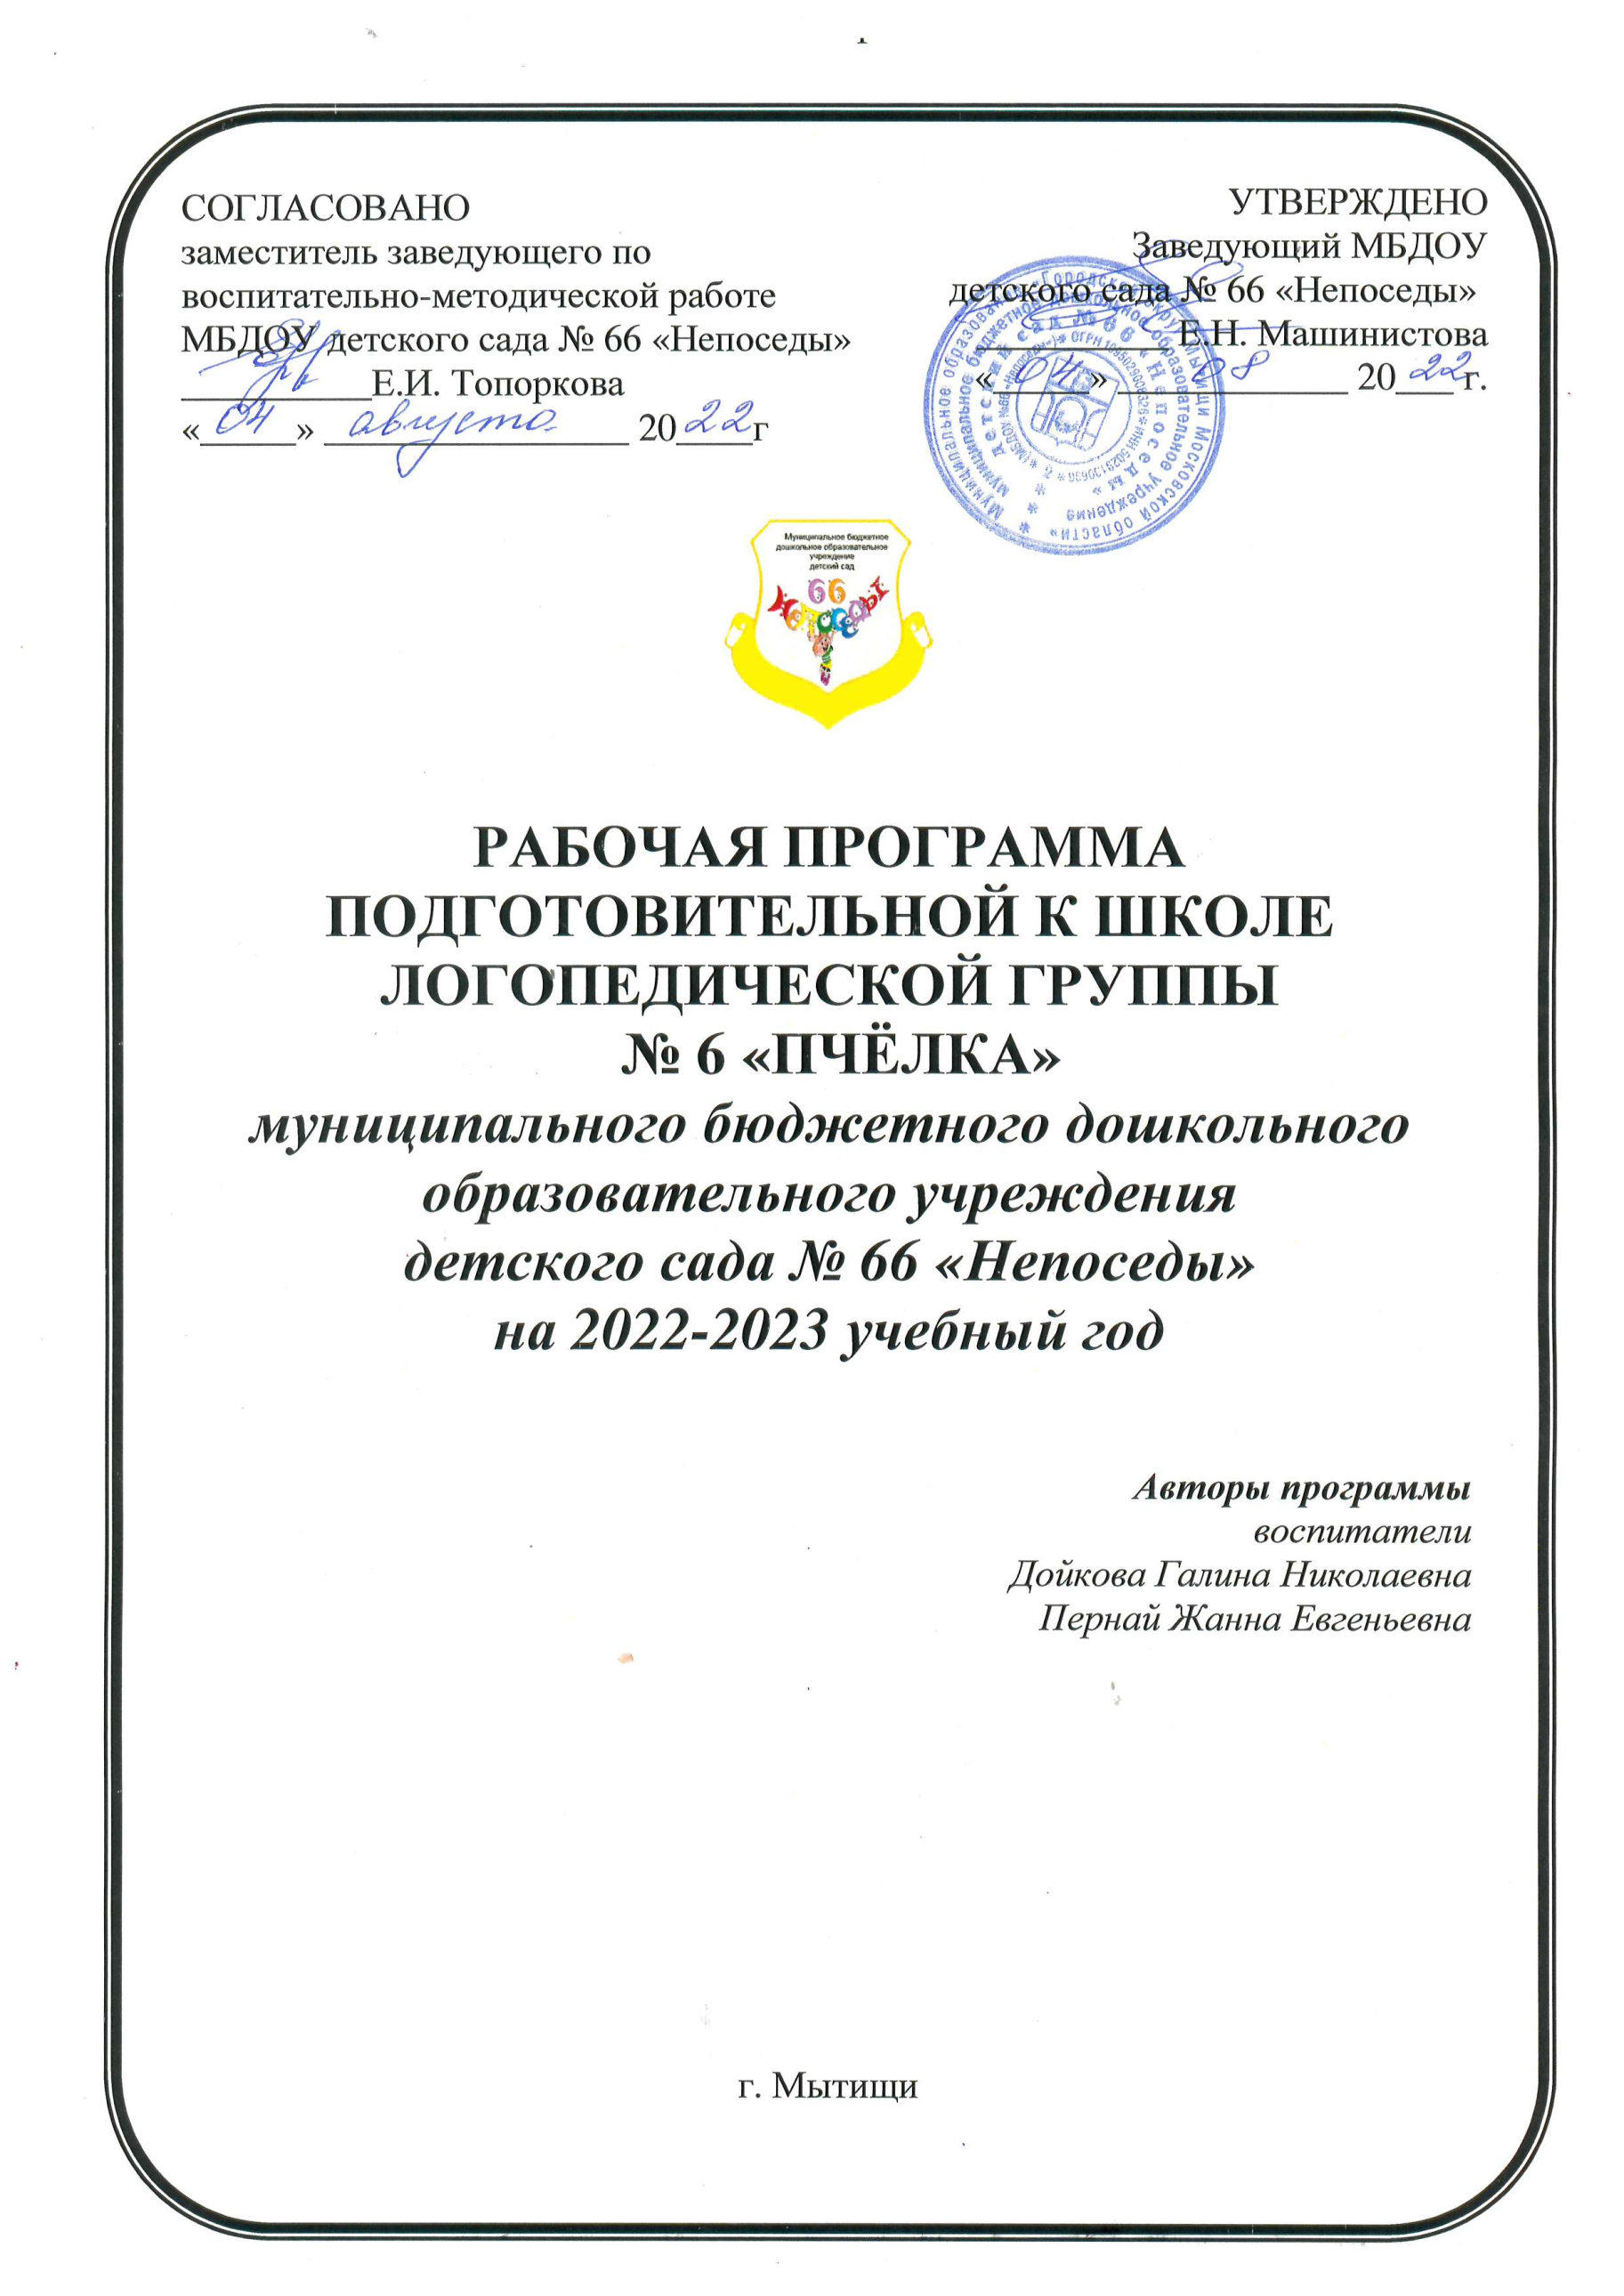 СОГЛАСОВАНО
заместитель заведующего по
воспитательно-методической работе
МБДОУ детского сада № 66 «Непоседы»
__________Е.И. Топоркова
«04» августа 2022г
УТВЕРЖДЕНО
Заведующий МБДОУ
детского сада № 66 «Непоседы»
Е.Н. Машинистова
«04» 08 2022г.
Муниципальное бюджетное
дошкольное образовательное
учреждение
детский сад
66
Непоседы
РАБОЧАЯ ПРОГРАММА
ПОДГОТОВИТЕЛЬНОЙ К ШКОЛЕ
ЛОГОПЕДИЧЕСКОЙ ГРУППЫ
№ 6 «ПЧЁЛКА»
муниципального бюджетного дошкольного
образовательного учреждения
детского сада № 66 «Непоседы»
на 2022-2023 учебный год
Авторы программы
воспитатели
Дойкова Галина Николаевна
Пернай Жанна Евгеньевна
г. Мытищи